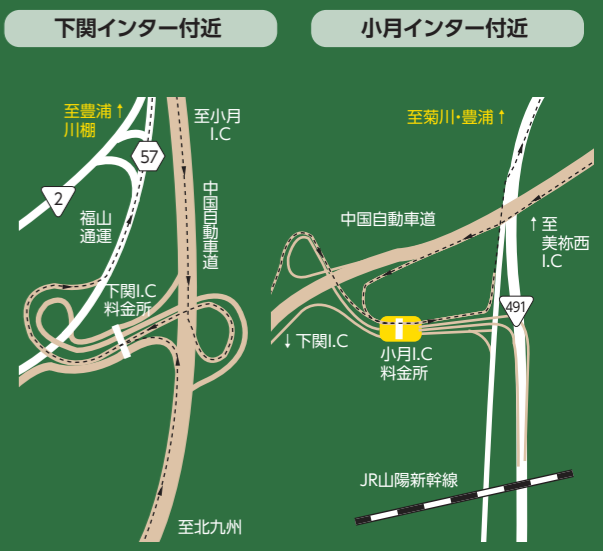 下関インター付近
小月インター付近
至豊浦↑
川棚
至小月
I.C
57
2
福山
通運
中国自動車道
下関I.C
料金所
至北九州
至菊川・豊浦↑
中国自動車道
↑至
美祢西
I.C
491
↓下関I.C
小月I.C
料金所
JR山陽新幹線